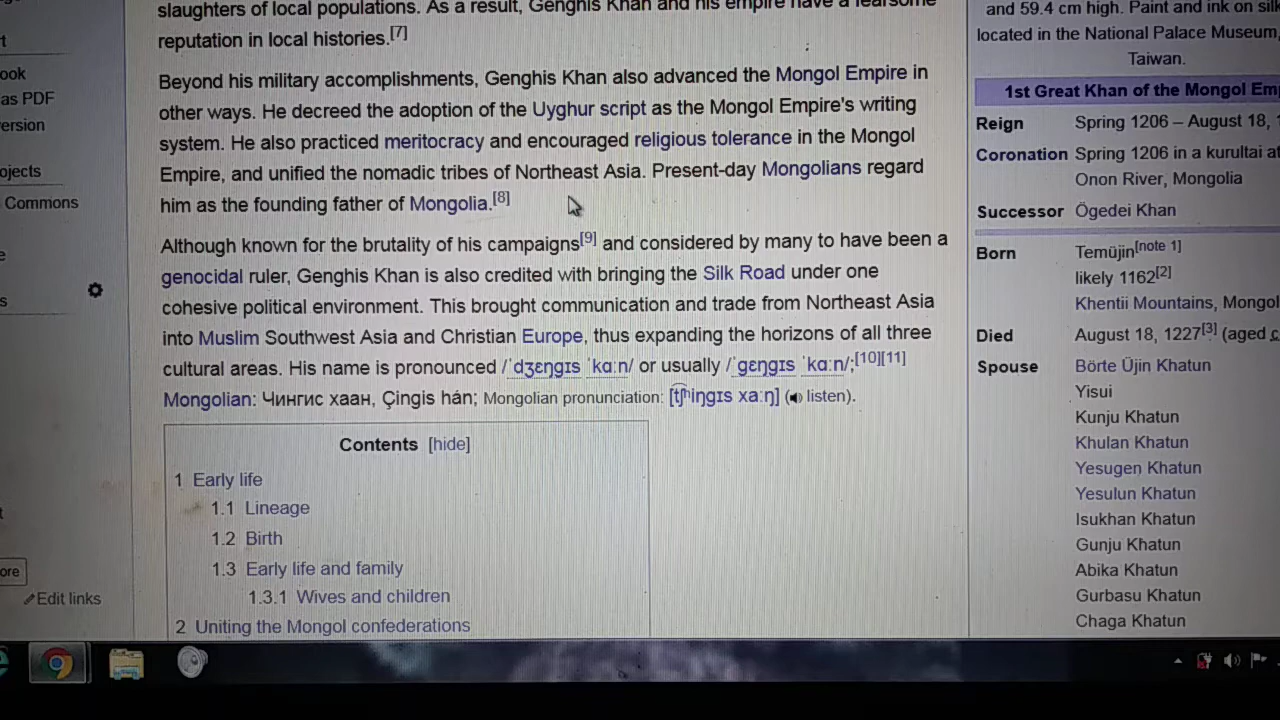 slaughters of local populations. As a result, Genghis Khan and his empire have a fearsome
reputation in local histories.[7]
Beyond his military accomplishments, Genghis Khan also advanced the Mongol Empire in
other ways. He decreed the adoption of the Uyghur script as the Mongol Empire's writing
system. He also practiced meritocracy and encouraged religious tolerance in the Mongol
Empire, and unified the nomadic tribes of Northeast Asia. Present-day Mongolians regard
him as the founding father of Mongolia.[8]
Although known for the brutality of his campaigns[9] and considered by many to have been a
genocidal ruler, Genghis Khan is also credited with bringing the Silk Road under one
cohesive political environment. This brought communication and trade from Northeast Asia
into Muslim Southwest Asia and Christian Europe, thus expanding the horizons of all three
cultural areas. His name is pronounced /ˈdʒɛŋɡɪs ˈkɑːn/ or usually /ˈɡɛŋɡɪs ˈkɑːn/;[10][11]
Mongolian: Чингис хаан, Çingis hán; Mongolian pronunciation: [t͡ʃʰiŋɡɪs xaːŋ] ( listen).
Contents [hide]
1 Early life
1.1 Lineage
1.2 Birth
1.3 Early life and family
1.3.1 Wives and children
2 Uniting the Mongol confederations
and 59.4 cm high. Paint and ink on silk
located in the National Palace Museum,
Taiwan.
1st Great Khan of the Mongol Emp
Reign Spring 1206 – August 18, 1
Coronation Spring 1206 in a kurultai at
Onon River, Mongolia
Successor Ögedei Khan
Born Temüjin[note 1]
likely 1162[2]
Khentii Mountains, Mongol
Died August 18, 1227[3] (aged
Spouse Börte Üjin Khatun
Yisui
Kunju Khatun
Khulan Khatun
Yesugen Khatun
Yesulun Khatun
Isukhan Khatun
Gunju Khatun
Abika Khatun
Gurbasu Khatun
Chaga Khatun
t
ook
as PDF
ersion
ojects
Commons
e
s
t
ore
Edit links